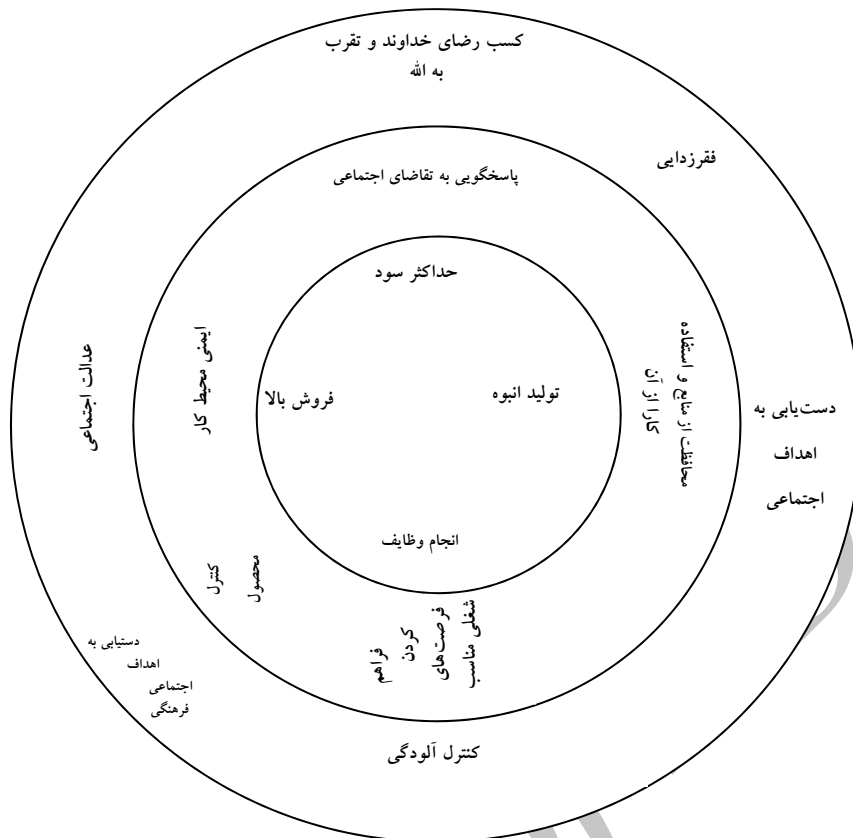 کسب رضای خداوند و تقرب
به الله
فقرزدایی
پاسخگویی به تقاضای اجتماعی
حداکثر سود
عدالت اجتماعی
ایمنی محیط کار
محافظت از منابع و استفاده
کارا از آن
فروش بالا
تولید انبوه
دست‌یابی به
اهداف
اجتماعی
انجام وظایف
کنترل
محصول
فراهم
کردن
فرصت‌های
شغلی مناسب
دستیابی به
اهداف
اجتماعی
فرهنگی
کنترل آلودگی